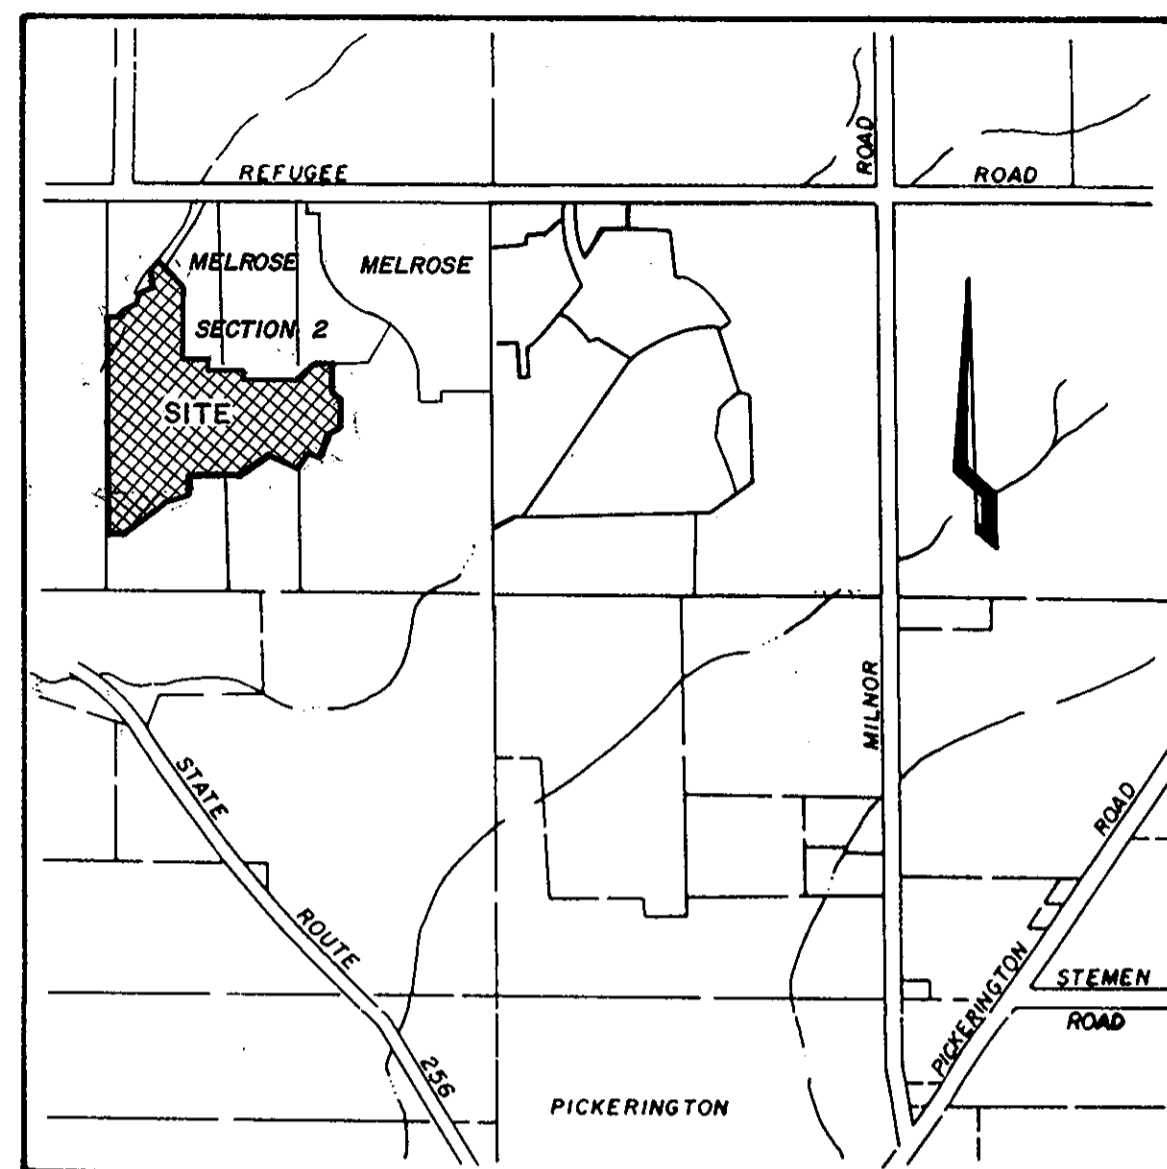 REFUGEE
ROAD
ROAD
MELROSE
MELROSE
SECTION 2
SITE
MILNOR
STATE
ROUTE
256
ROAD
PICKERINGTON
STEMEN
ROAD
PICKERINGTON